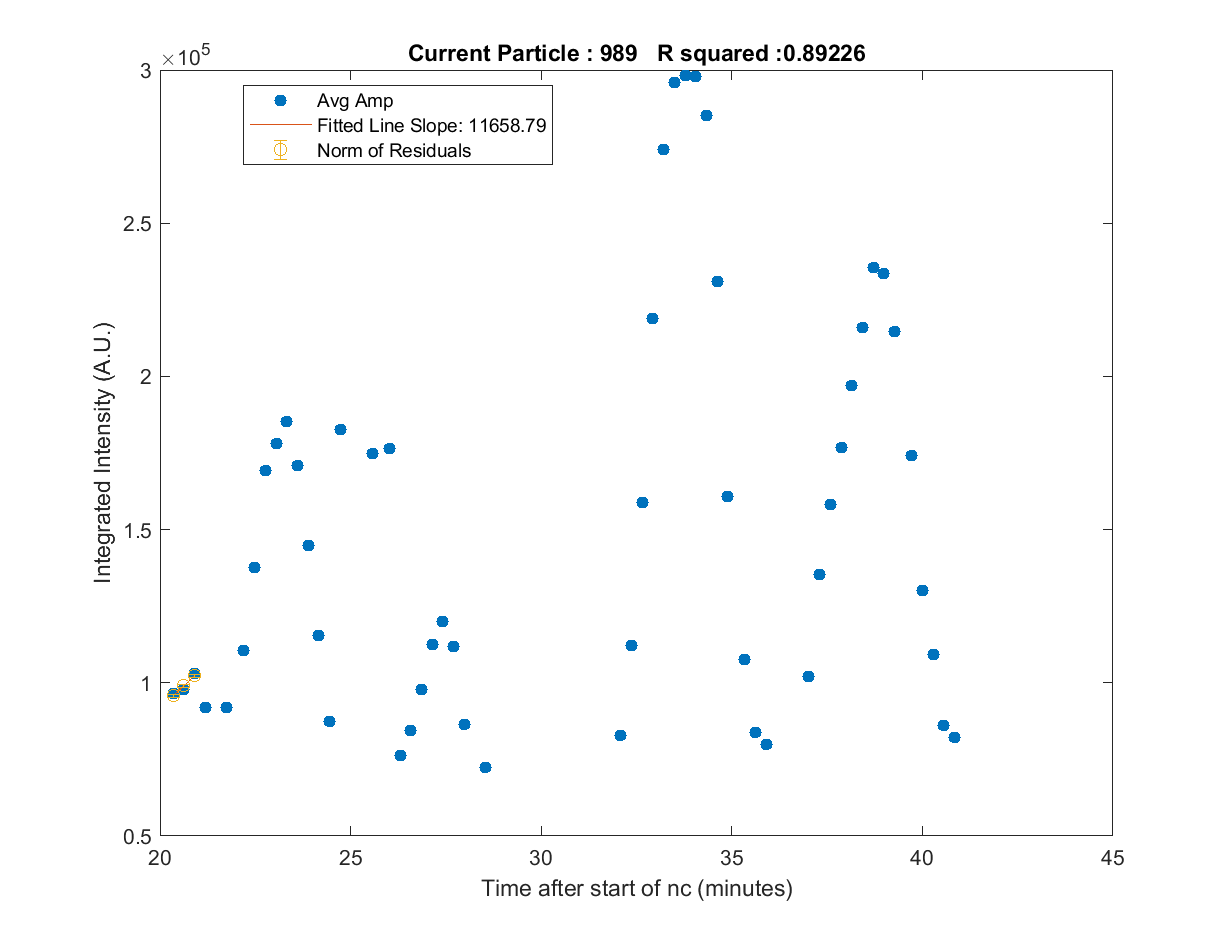 Current Particle : 989 R squared :0.89226
×10^5
3
2.5
2
1.5
1
0.5
Integrated Intensity (A.U.)
Avg Amp
Fitted Line Slope: 11658.79
Norm of Residuals
20 25 30 35 40 45
Time after start of nc (minutes)